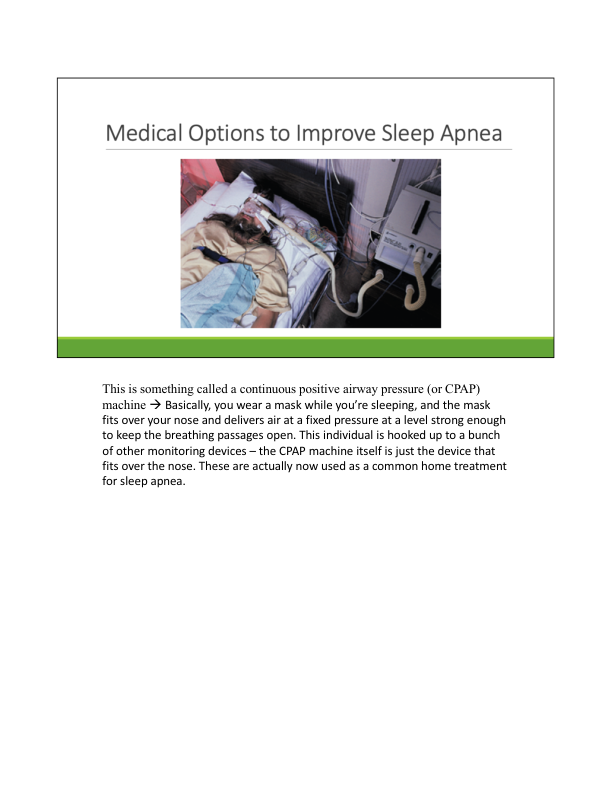 Medical Options to Improve Sleep Apnea
This is something called a continuous positive airway pressure (or CPAP)
machine → Basically, you wear a mask while you’re sleeping, and the mask
fits over your nose and delivers air at a fixed pressure at a level strong enough
to keep the breathing passages open. This individual is hooked up to a bunch
of other monitoring devices – the CPAP machine itself is just the device that
fits over the nose. These are actually now used as a common home treatment
for sleep apnea.